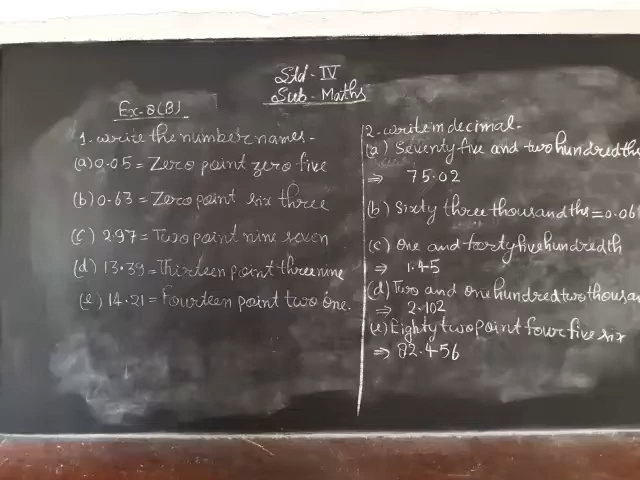 Std - IV
Sub - Maths
Ex - 8(B)
1. write the number names -
(a) 0.05 = Zero point zero five
(b) 0.63 = Zero point six three
(c) 2.97 = Two point nine seven
(d) 13.39 = Thirteen point three nine
(e) 14.21 = Fourteen point two one.
2. write in decimal -
(a) Seventy five and two hundredth
⇒ 75.02
(b) Sixty three thousandths = 0.06
(c) One and forty five hundredth
⇒ 1.45
(d) Two and one hundred two thousan
⇒ 2.102
(e) Eighty two point four five six
⇒ 82.456